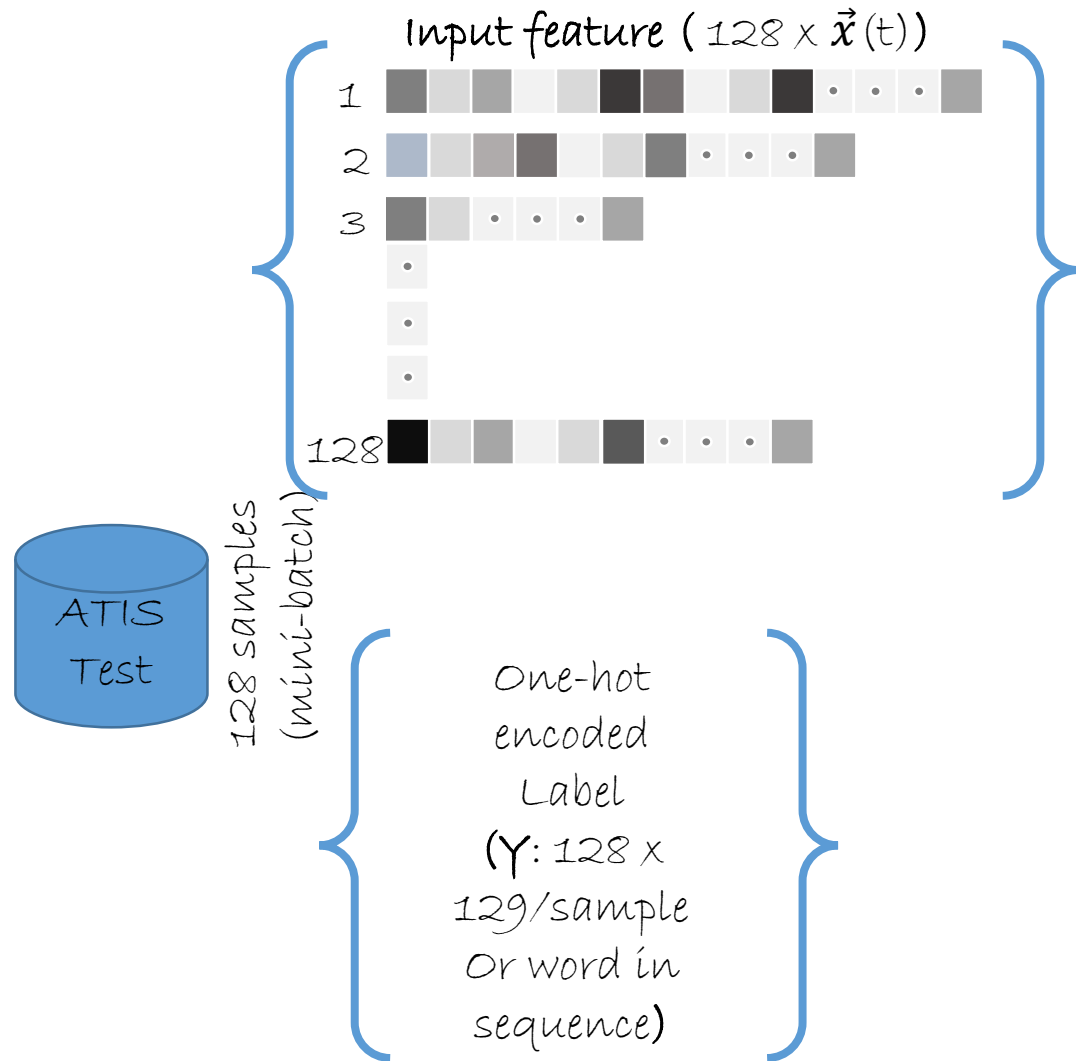 Input feature ( 128 x x⃗(t))
1
2
3
128
128 samples
(mini-batch)
ATIS
Test
One-hot
encoded
Label
(Y: 128 x
129/sample
Or word in
sequence)